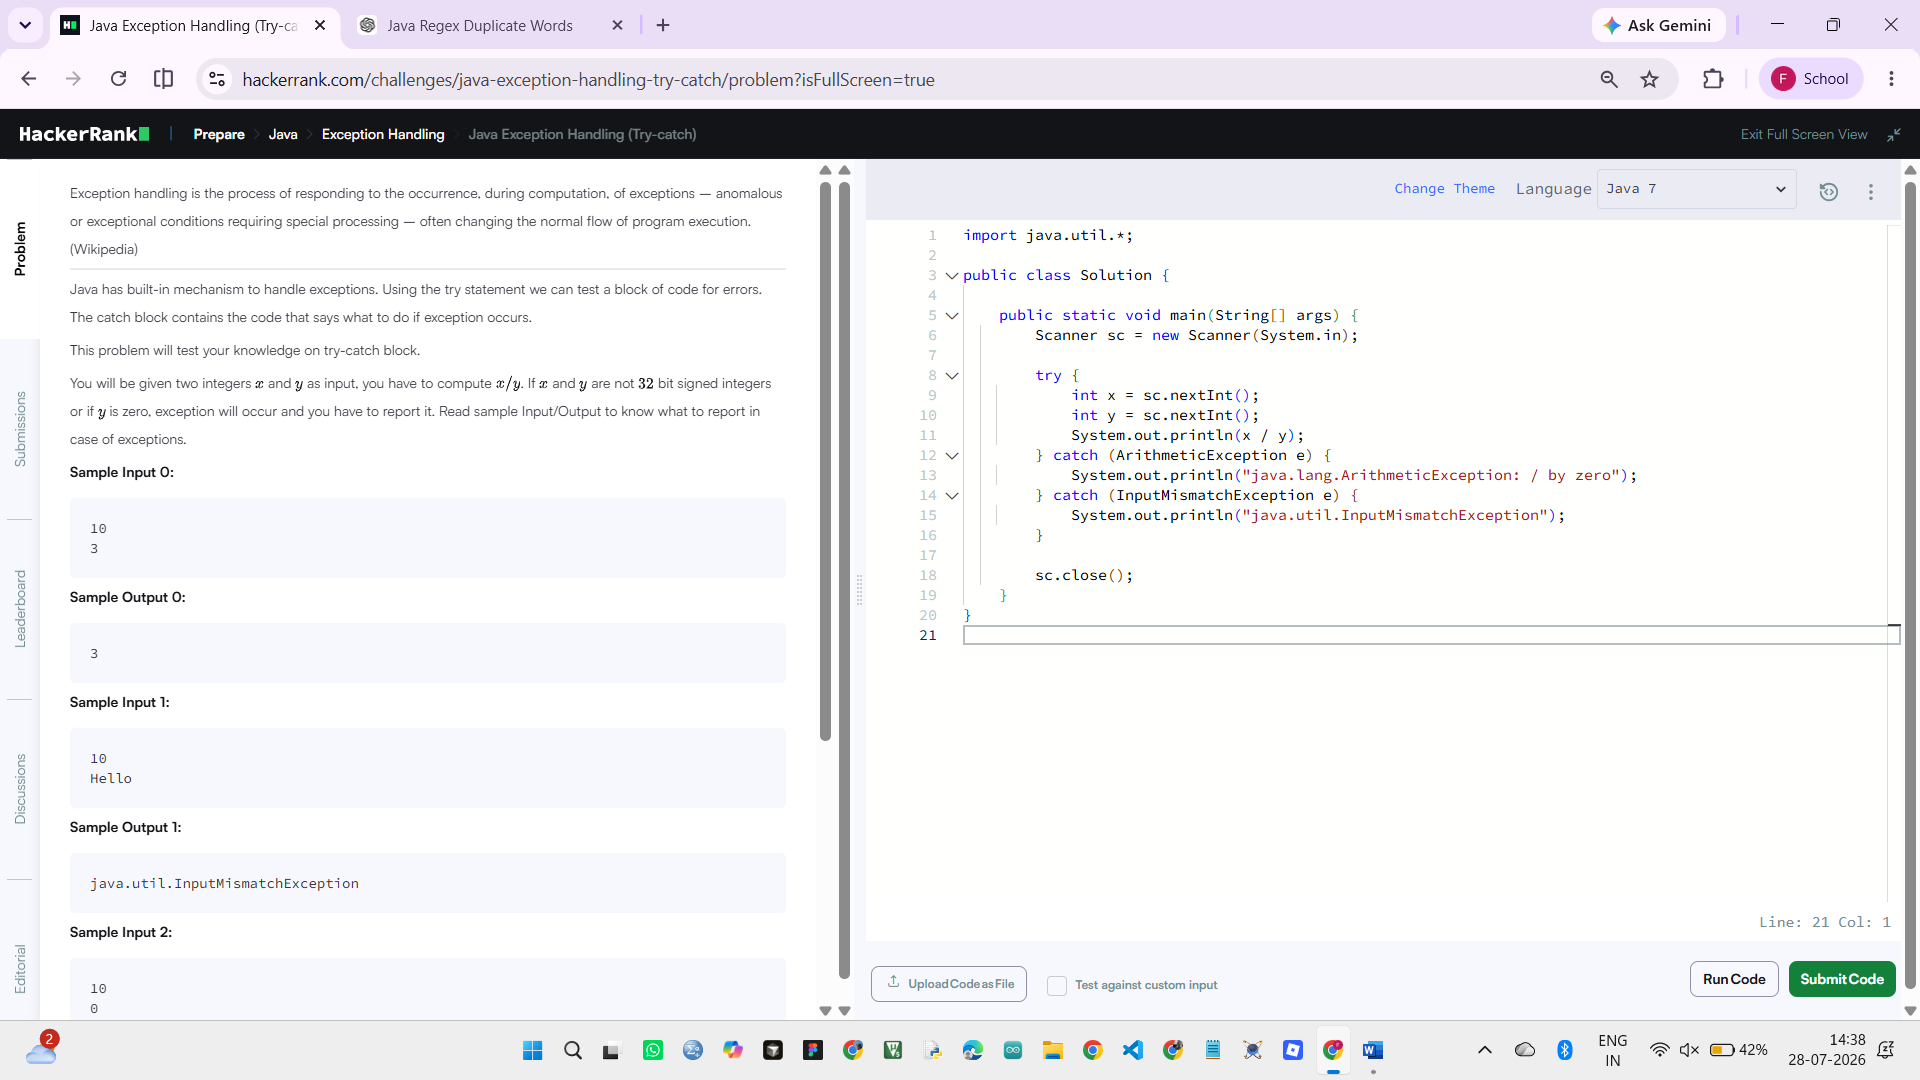 Java Exception Handling (Try-ca
Java Regex Duplicate Words
Ask Gemini
hackerrank.com/challenges/java-exception-handling-try-catch/problem?isFullScreen=true
F School
HackerRank Prepare Java Exception Handling Java Exception Handling (Try-catch) Exit Full Screen View
Problem
Submissions
Leaderboard
Discussions
Editorial
Exception handling is the process of responding to the occurrence, during computation, of exceptions — anomalous
or exceptional conditions requiring special processing — often changing the normal flow of program execution.
(Wikipedia)
Java has built-in mechanism to handle exceptions. Using the try statement we can test a block of code for errors.
The catch block contains the code that says what to do if exception occurs.
This problem will test your knowledge on try-catch block.
You will be given two integers x and y as input, you have to compute x/y. If x and y are not 32 bit signed integers
or if y is zero, exception will occur and you have to report it. Read sample Input/Output to know what to report in
case of exceptions.
Sample Input 0:
10
3
Sample Output 0:
3
Sample Input 1:
10
Hello
Sample Output 1:
java.util.InputMismatchException
Sample Input 2:
10
0
Change Theme Language Java 7
1 import java.util.*;
2
3 public class Solution {
4
5 public static void main(String[] args) {
6 Scanner sc = new Scanner(System.in);
7
8 try {
9 int x = sc.nextInt();
10 int y = sc.nextInt();
11 System.out.println(x / y);
12 } catch (ArithmeticException e) {
13 System.out.println("java.lang.ArithmeticException: / by zero");
14 } catch (InputMismatchException e) {
15 System.out.println("java.util.InputMismatchException");
16 }
17
18 sc.close();
19 }
20 }
21
Line: 21 Col: 1
Upload Code as File
Test against custom input
Run Code
Submit Code
2
ENG
IN
42%
14:38
28-07-2026